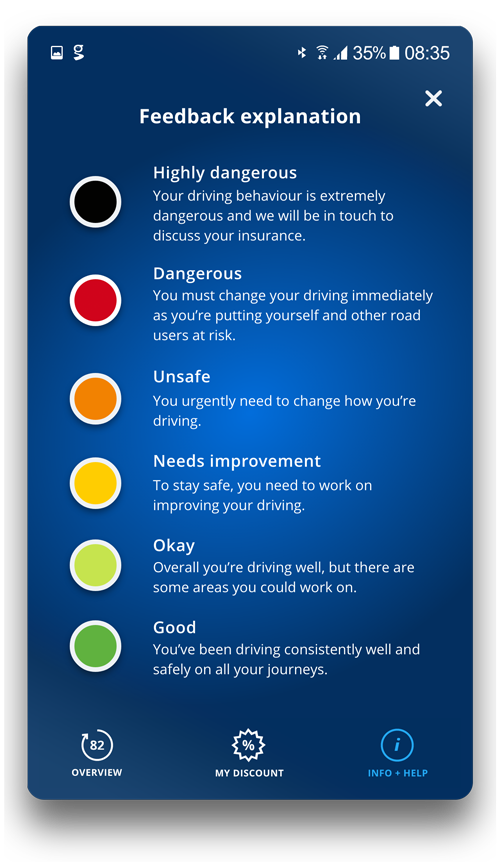 35% 08:35
Feedback explanation
Highly dangerous
Your driving behaviour is extremely
dangerous and we will be in touch to
discuss your insurance.
Dangerous
You must change your driving immediately
as you’re putting yourself and other road
users at risk.
Unsafe
You urgently need to change how you’re
driving.
Needs improvement
To stay safe, you need to work on
improving your driving.
Okay
Overall you’re driving well, but there are
some areas you could work on.
Good
You’ve been driving consistently well and
safely on all your journeys.
82 % i
OVERVIEW MY DISCOUNT INFO + HELP